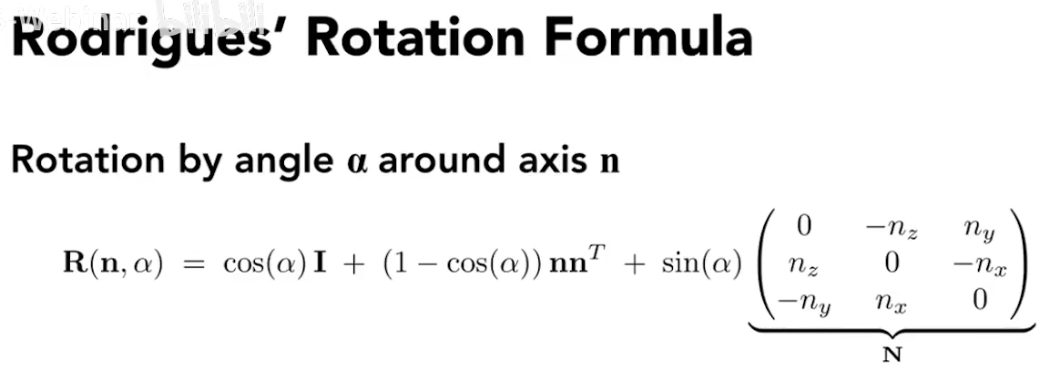 Rodrigues' Rotation Formula
Rotation by angle α around axis n
R(n, α) = cos(α) I + (1 − cos(α)) nnᵀ + sin(α) ( 0 −n_z n_y
n_z 0 −n_x
−n_y n_x 0 )
N